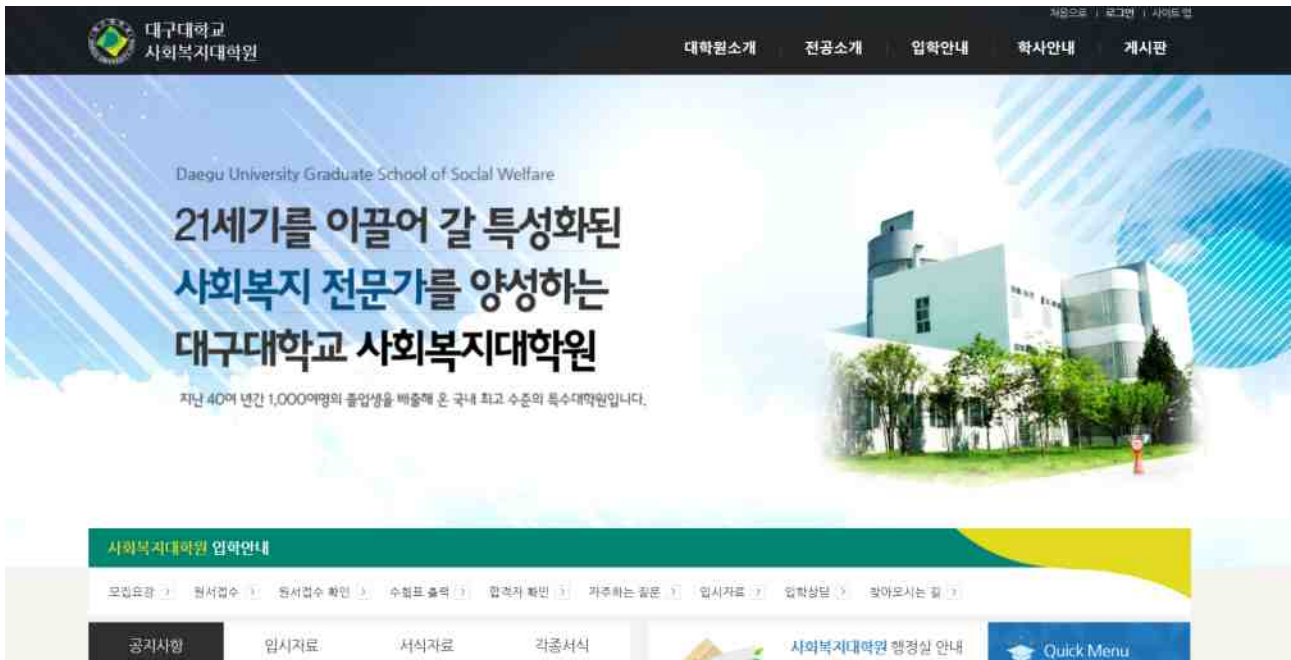 처음으로 | 로그인 | 사이트맵
대구대학교
사회복지대학원
대학원소개 전공소개 입학안내 학사안내 게시판
Daegu University Graduate School of Social Welfare
21세기를 이끌어 갈 특성화된
사회복지 전문가를 양성하는
대구대학교 사회복지대학원
지난 40여 년간 1,000여명의 졸업생을 배출해 온 국내 최고 수준의 특수대학원입니다.
사회복지대학원 입학안내
모집요강 원서접수 원서접수 확인 수험표 출력 합격자 확인 자주하는 질문 입시자료 입학상담 찾아오시는 길
공지사항 입시자료 서식자료 각종서식
사회복지대학원 행정실 안내
Quick Menu